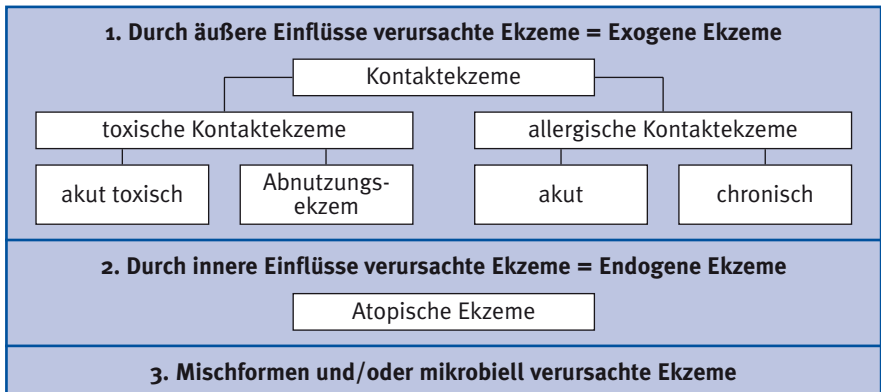 1. Durch äußere Einflüsse verursachte Ekzeme = Exogene Ekzeme
Kontaktekzeme
toxische Kontaktekzeme
allergische Kontaktekzeme
akut toxisch
Abnutzungs-
ekzem
akut
chronisch
2. Durch innere Einflüsse verursachte Ekzeme = Endogene Ekzeme
Atopische Ekzeme
3. Mischformen und/oder mikrobiell verursachte Ekzeme